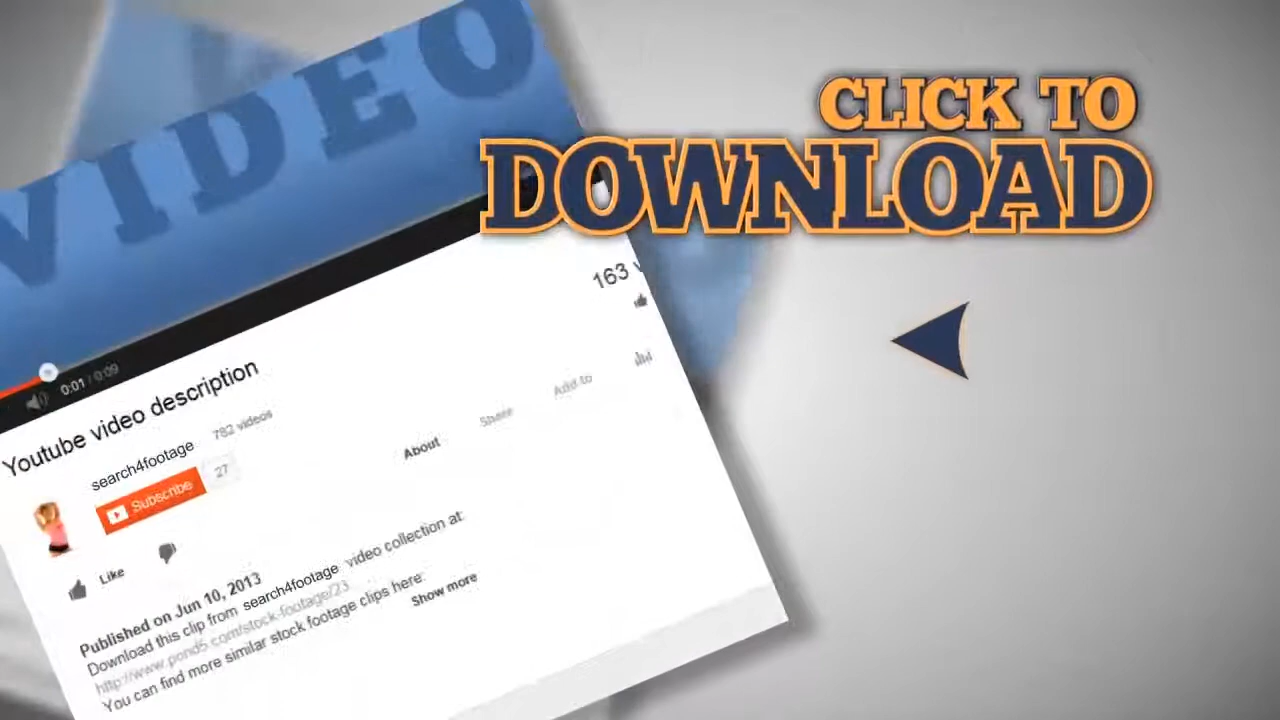 VIDEO
CLICK TO
DOWNLOAD
163
0:01 / 0:09
Youtube video description
search4footage 782 videos
Subscribe 27
Like About Share Add to
Published on Jun 10, 2013
Download this clip from search4footage video collection at:
http://www.pond5.com/stock-footage/23
You can find more similar stock footage clips here:
Show more